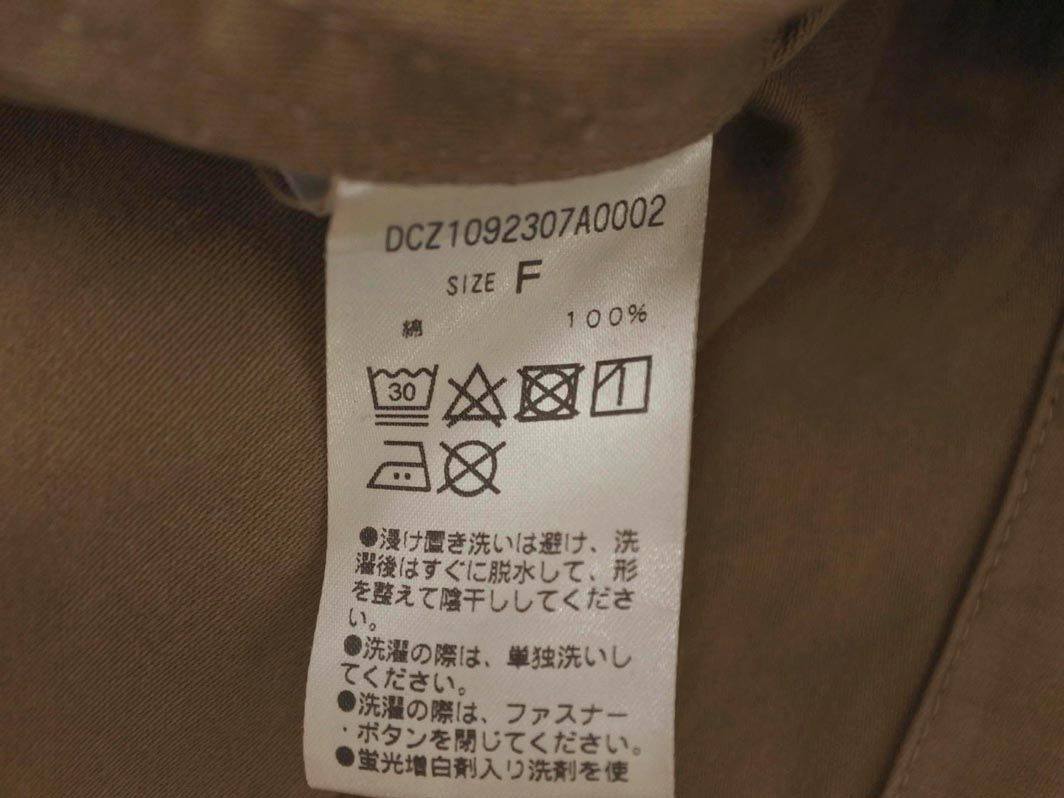 DCZ1092307A0002
SIZE F
綿 100%
30
●浸け置き洗いは避け、洗
濯後はすぐに脱水して、形
を整えて陰干ししてくださ
い。
●洗濯の際は、単独洗いし
てください。
●洗濯の際は、ファスナー
・ボタンを閉じてください。
●蛍光増白剤入り洗剤を使